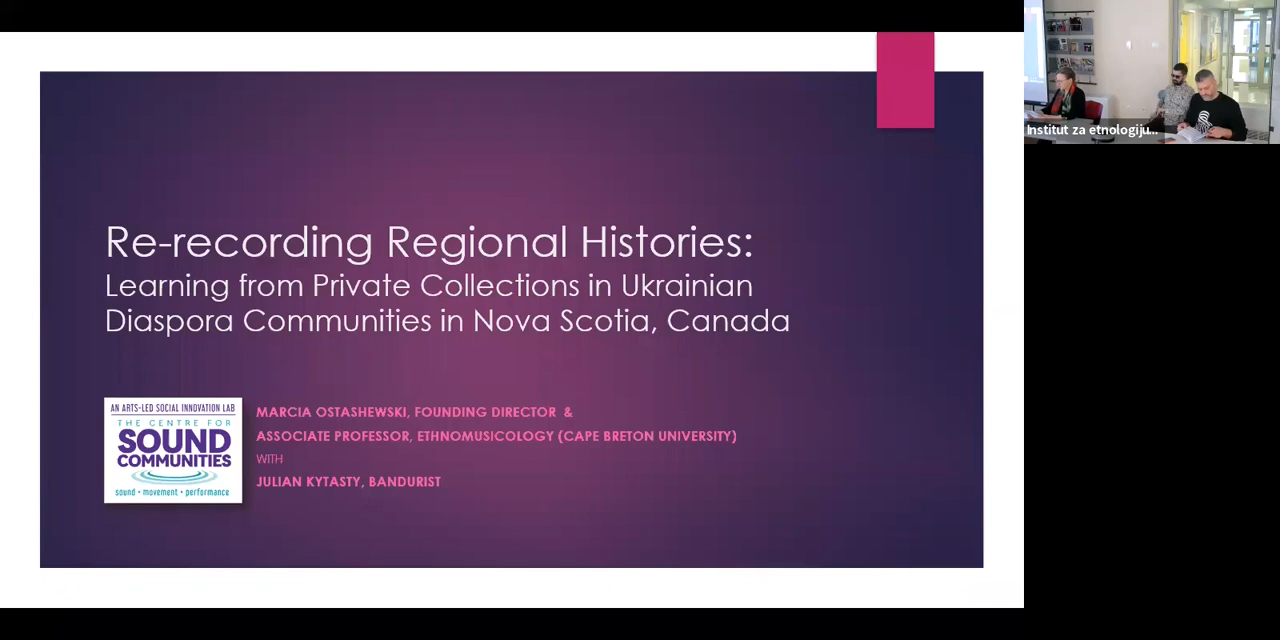 Re-recording Regional Histories:
Learning from Private Collections in Ukrainian
Diaspora Communities in Nova Scotia, Canada
AN ARTS-LED SOCIAL INNOVATION LAB
THE CENTRE FOR
SOUND
COMMUNITIES
sound • movement • performance
MARCIA OSTASHEWSKI, FOUNDING DIRECTOR &
ASSOCIATE PROFESSOR, ETHNOMUSICOLOGY (CAPE BRETON UNIVERSITY)
WITH
JULIAN KYTASTY, BANDURIST
Institut za etnologiju...